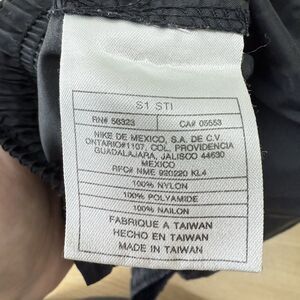 S1 STI
RN# 56323 CA# 05553
NIKE DE MEXICO, S.A. DE C.V.
ONTARIO#1107, COL. PROVIDENCIA
GUADALAJARA, JALISCO 44630
MEXICO
RFC# NME 920220 KL4
100% NYLON
100% POLYAMIDE
100% NAILON
FABRIQUE A TAIWAN
HECHO EN TAIWAN
MADE IN TAIWAN